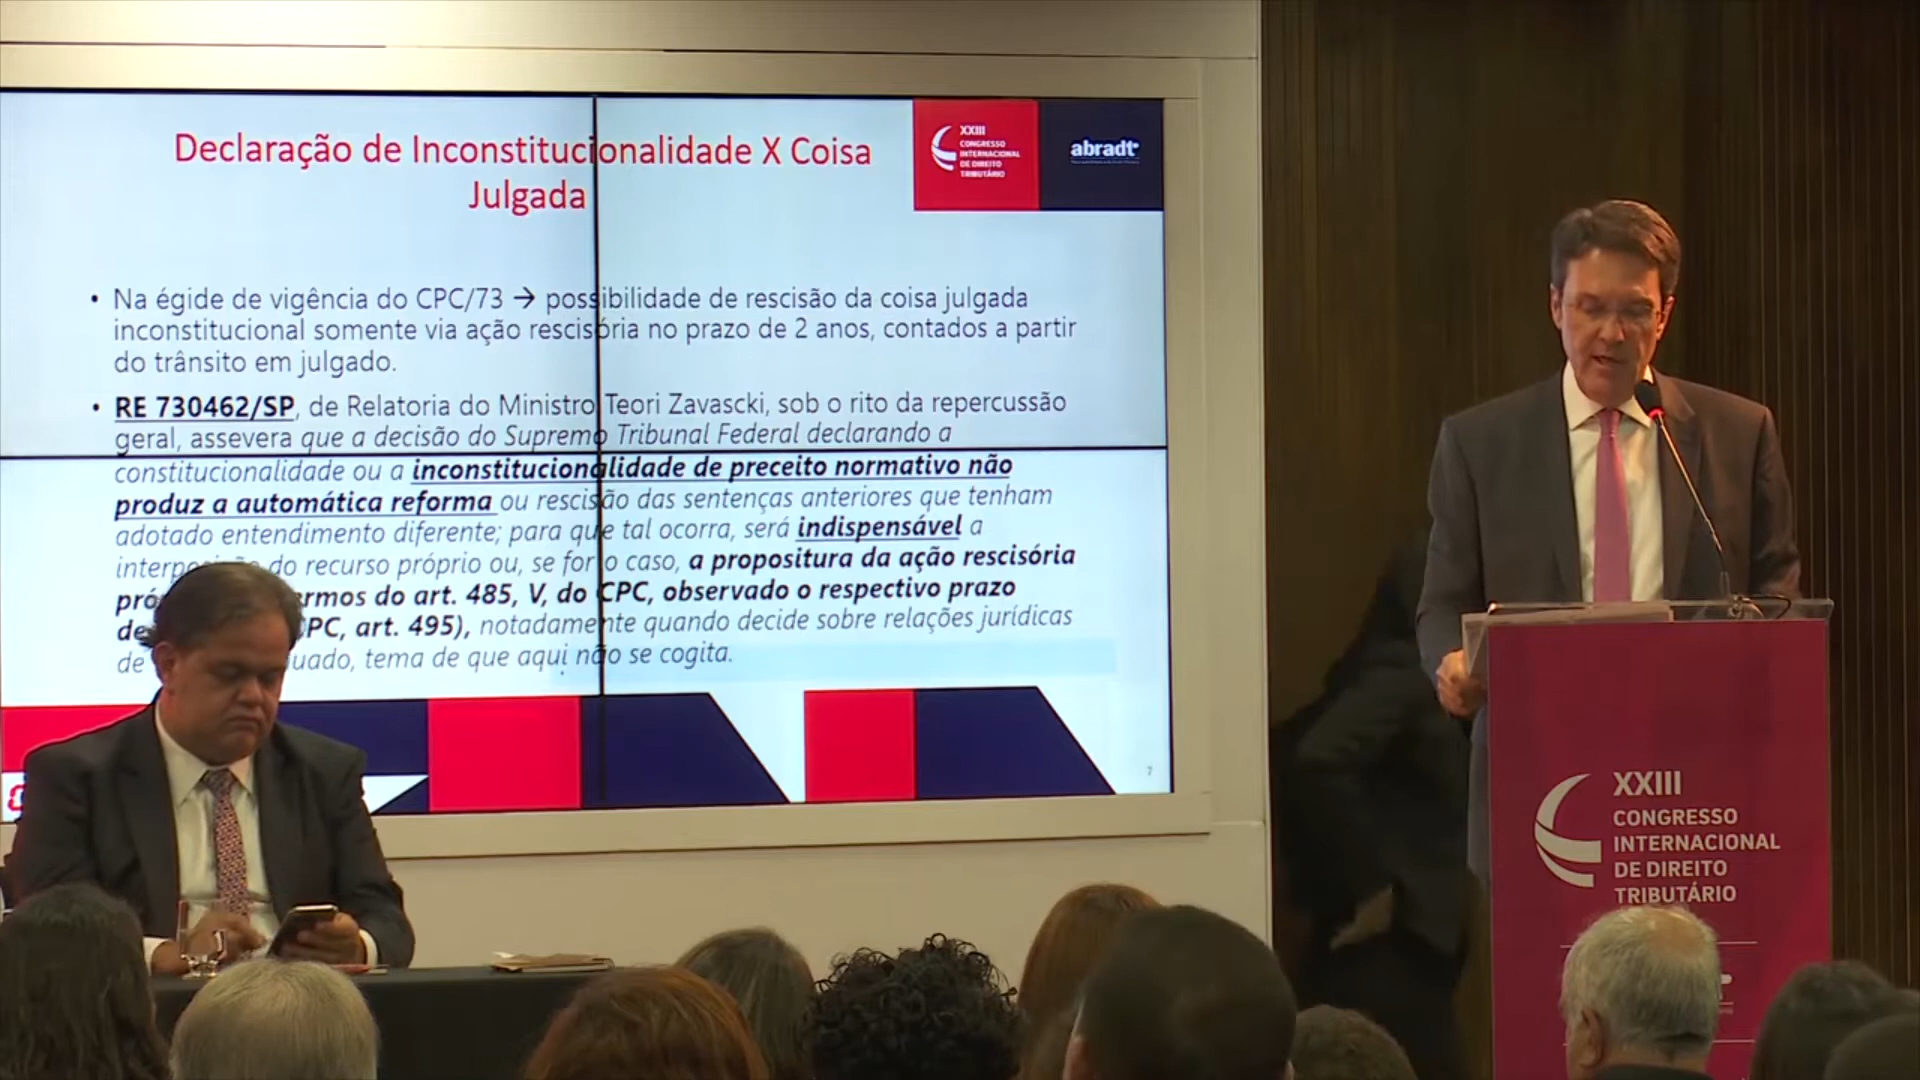 Declaração de Inconstitucionalidade X Coisa
Julgada
XXIII
CONGRESSO
INTERNACIONAL
DE DIREITO
TRIBUTÁRIO
abradt
• Na égide de vigência do CPC/73 → possibilidade de rescisão da coisa julgada
inconstitucional somente via ação rescisória no prazo de 2 anos, contados a partir
do trânsito em julgado.
• RE 730462/SP, de Relatoria do Ministro Teori Zavascki, sob o rito da repercussão
geral, assevera que a decisão do Supremo Tribunal Federal declarando a
constitucionalidade ou a inconstitucionalidade de preceito normativo não
produz a automática reforma ou rescisão das sentenças anteriores que tenham
adotado entendimento diferente; para que tal ocorra, será indispensável a
do recurso próprio ou, se for o caso, a propositura da ação rescisória
do art. 485, V, do CPC, observado o respectivo prazo
art. 495), notadamente quando decide sobre relações jurídicas
de tema de que aqui não se cogita.
7
XXIII
CONGRESSO
INTERNACIONAL
DE DIREITO
TRIBUTÁRIO